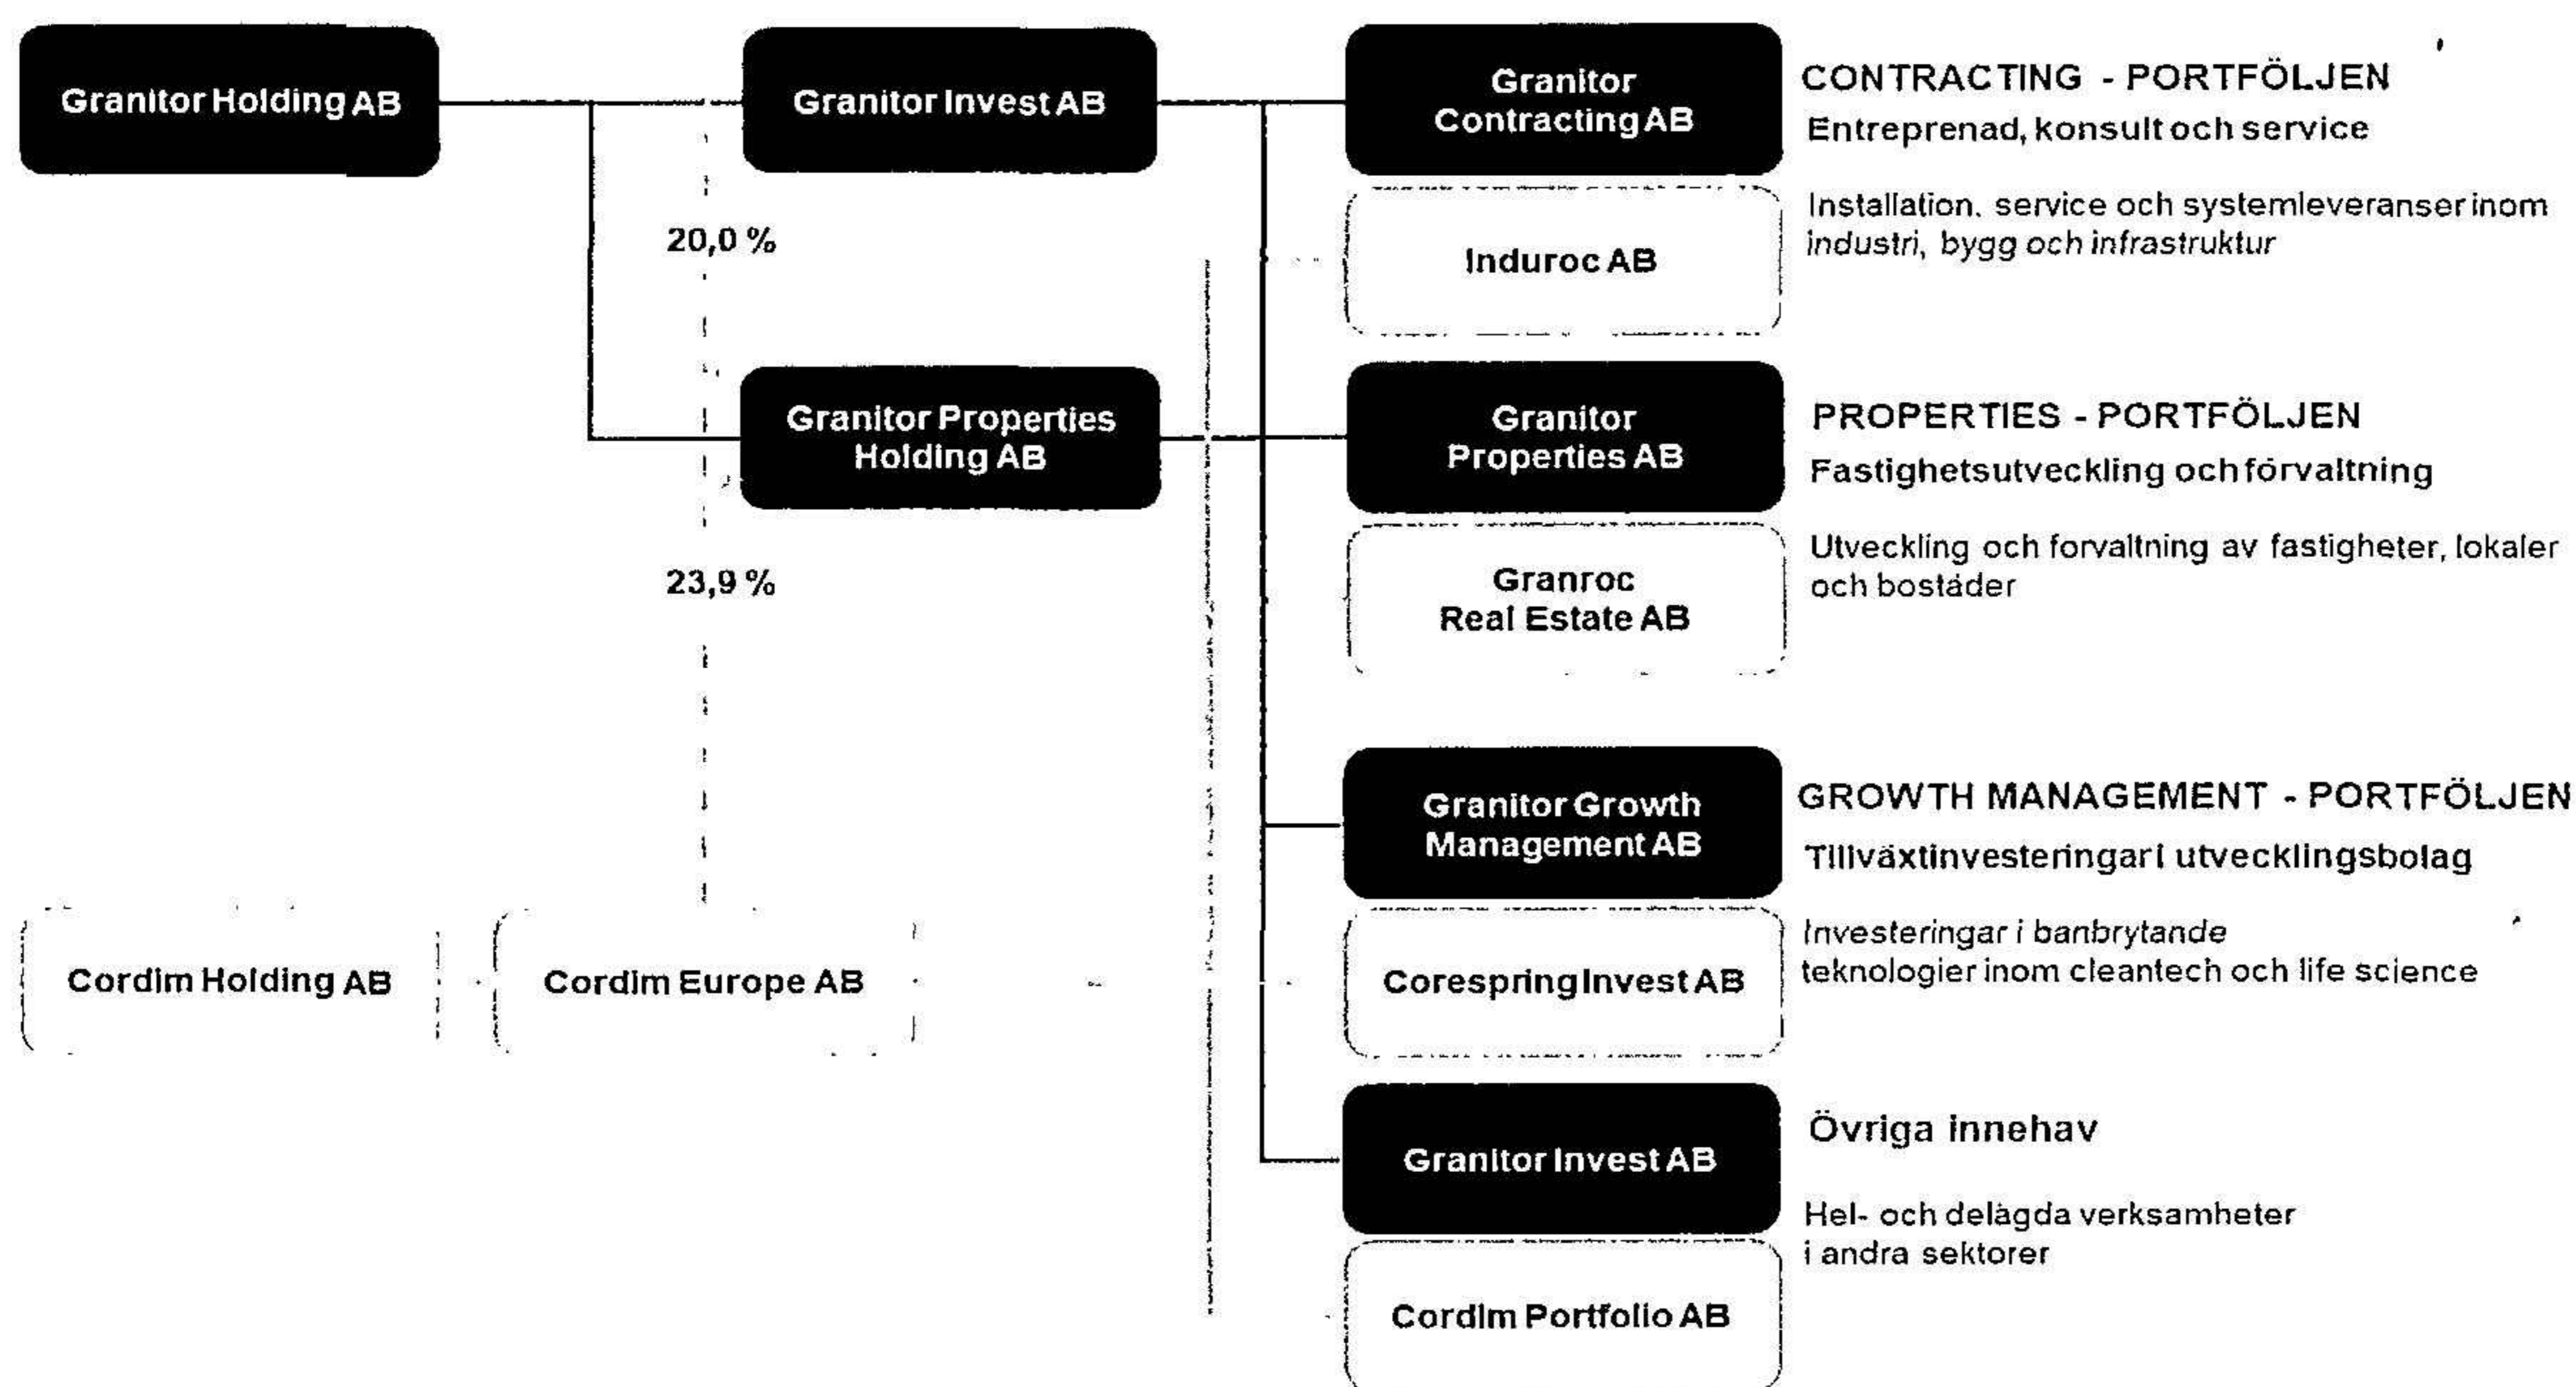 Granitor Holding AB
Granitor Invest AB
Granitor
Contracting AB
CONTRACTING - PORTFÖLJEN
Entreprenad, konsult och service
Installation, service och systemleveranser inom
industri, bygg och infrastruktur
20,0 %
Induroc AB
Granitor Properties
Holding AB
Granitor
Properties AB
PROPERTIES - PORTFÖLJEN
Fastighetsutveckling och förvaltning
Utveckling och forvaltning av fastigheter, lokaler
och bostäder
23,9 %
Granroc
Real Estate AB
Granitor Growth
Management AB
GROWTH MANAGEMENT - PORTFÖLJEN
Tillväxtinvesteringar i utvecklingsbolag
Investeringar i banbrytande
teknologier inom cleantech och life science
Cordim Holding AB
Cordim Europe AB
Corespring Invest AB
Granitor Invest AB
Övriga innehav
Hel- och delägda verksamheter
i andra sektorer
Cordim Portfolio AB